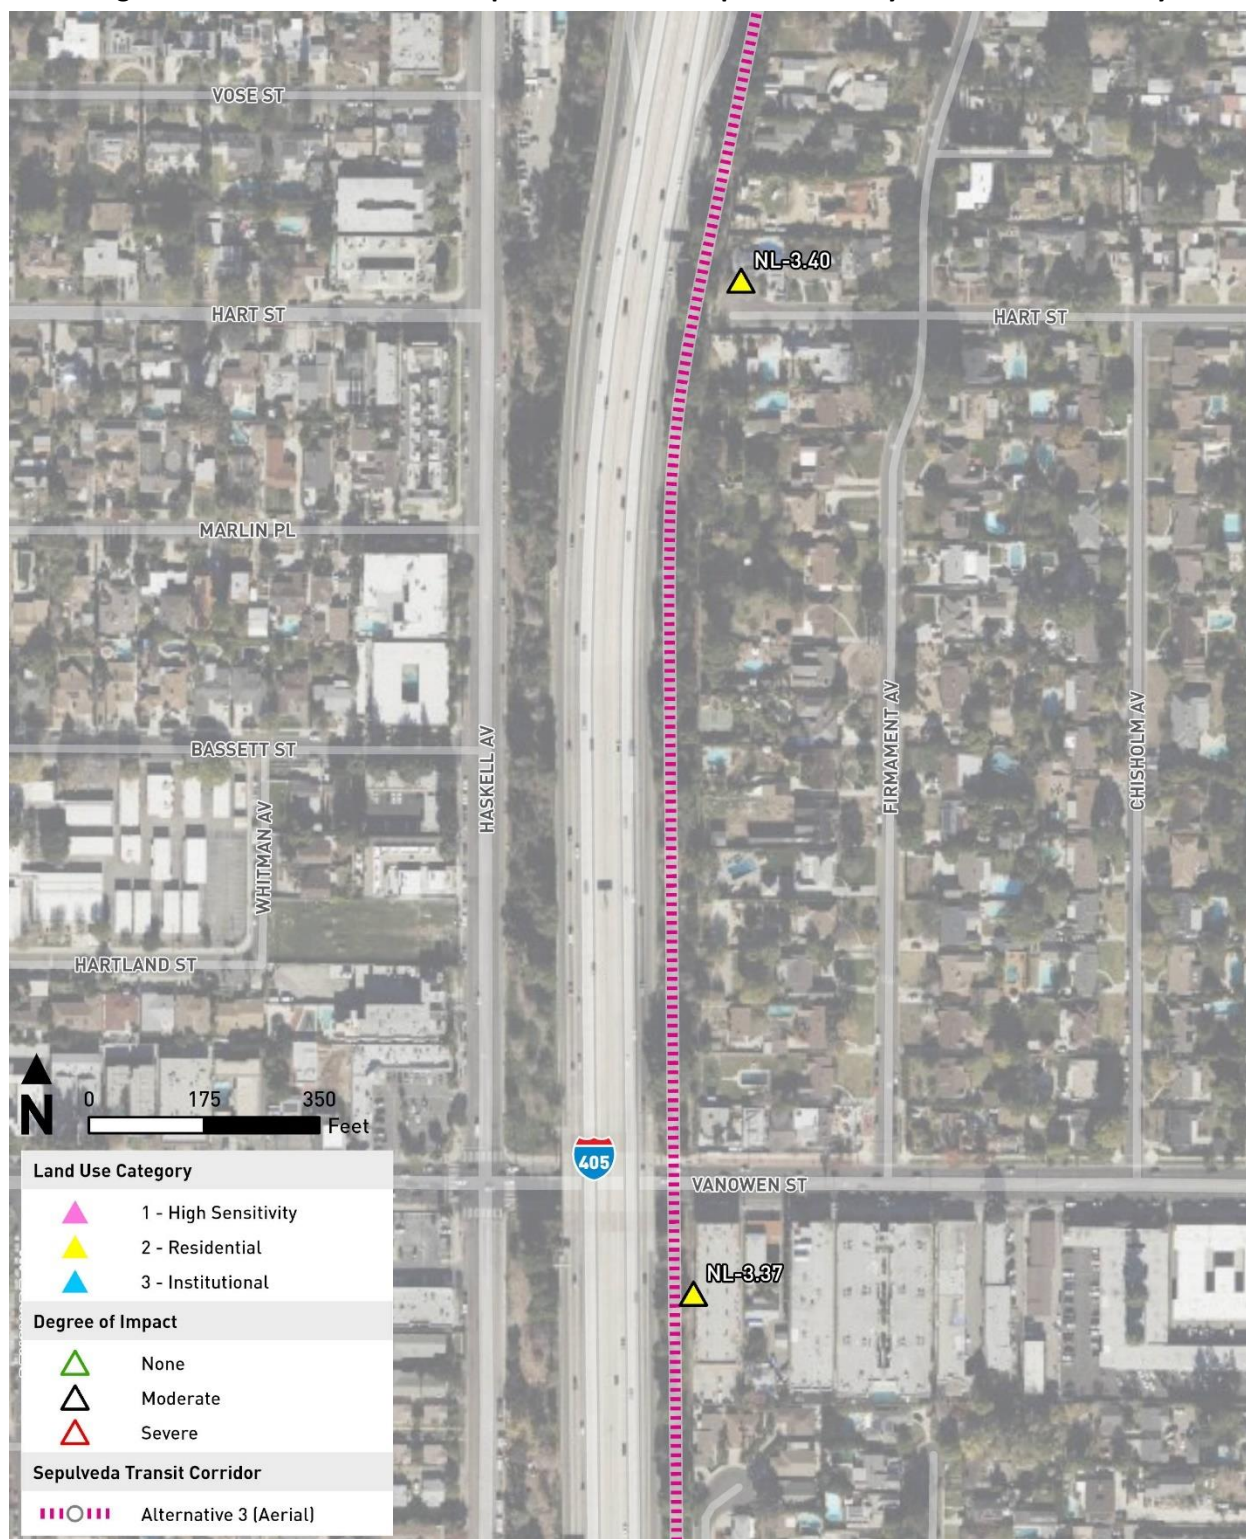 VOSE ST
NL-3.40
HART ST
HART ST
MARLIN PL
FIRMAMENT AV
CHISHOLM AV
BASSETT ST
HASKELL AV
WHITMAN AV
HARTLAND ST
N
0 175 350
Feet
405
VANOWEN ST
NL-3.37
Land Use Category
1 - High Sensitivity
2 - Residential
3 - Institutional
Degree of Impact
None
Moderate
Severe
Sepulveda Transit Corridor
Alternative 3 (Aerial)